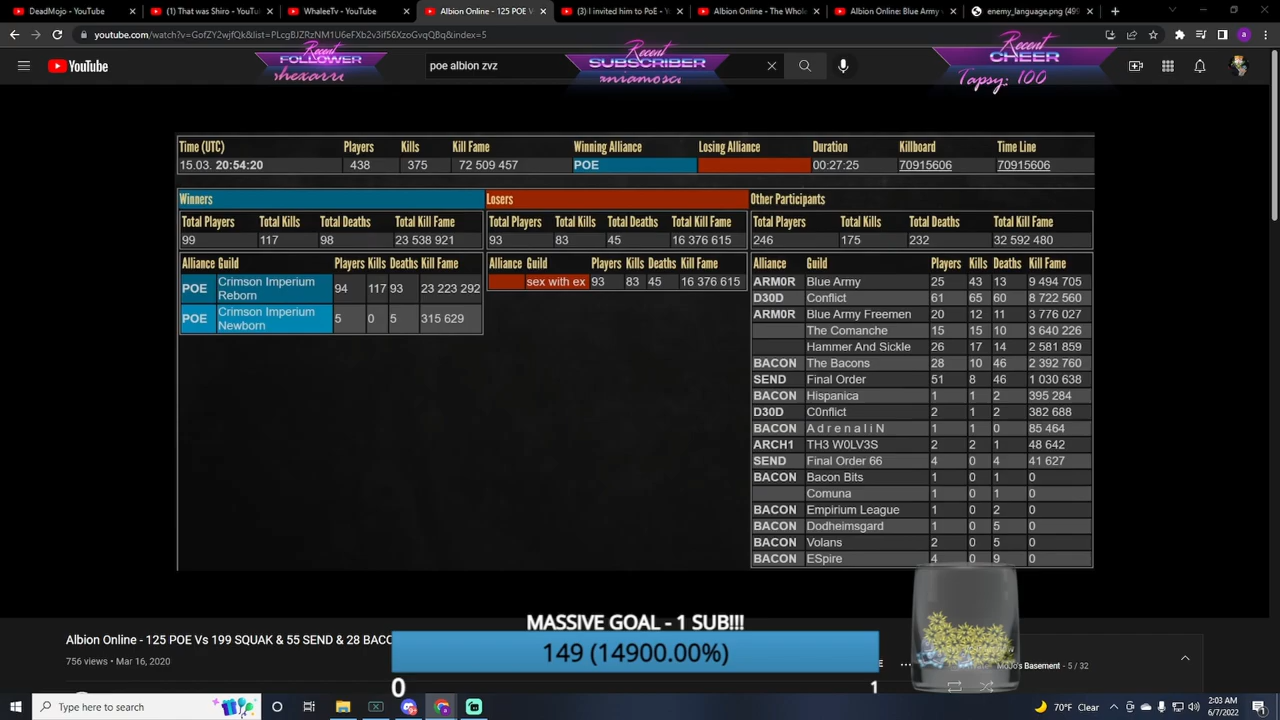 DeadMojo - YouTube
(1) That was Shiro - YouTu
WhaleeTv - YouTube
Albion Online - 125 POE V
(3) I invited him to PoE - Y
Albion Online - The Whol
Albion Online: Blue Army v
enemy_language.png (499
youtube.com/watch?v=GofZY2wjfQk&list=PLcgBJZRzNM1U6eFXb2v3if56XzoGvqQBq&index=5
Recent FOLLOWER
shexarr
Recent SUBSCRIBER
Recent CHEER
Tapsy: 100
YouTube
poe albion zvz
Time (UTC) Players Kills Kill Fame Winning Alliance Losing Alliance Duration Killboard Time Line
15.03. 20:54:20 438 375 72 509 457 POE 00:27:25 70915606 70915606
Winners
Total Players Total Kills Total Deaths Total Kill Fame
99 117 98 23 538 921
Alliance Guild Players Kills Deaths Kill Fame
POE Crimson Imperium Reborn 94 117 93 23 223 292
POE Crimson Imperium Newborn 5 0 5 315 629
Losers
Total Players Total Kills Total Deaths Total Kill Fame
93 83 45 16 376 615
Alliance Guild Players Kills Deaths Kill Fame
sex with ex 93 83 45 16 376 615
Other Participants
Total Players Total Kills Total Deaths Total Kill Fame
246 175 232 32 592 480
Alliance Guild Players Kills Deaths Kill Fame
ARM0R Blue Army 25 43 13 9 494 705
D30D Conflict 61 65 60 8 722 560
ARM0R Blue Army Freemen 20 12 11 3 776 027
The Comanche 15 15 10 3 640 226
Hammer And Sickle 26 17 14 2 581 859
BACON The Bacons 28 10 46 2 392 760
SEND Final Order 51 8 46 1 030 638
BACON Hispanica 1 1 2 395 284
D30D C0nflict 2 1 2 382 688
BACON A d r e n a l i N 1 1 0 85 464
ARCH1 TH3 W0LV3S 2 2 1 48 642
SEND Final Order 66 4 0 4 41 627
BACON Bacon Bits 1 0 1 0
Comuna 1 0 1 0
BACON Empirium League 1 0 2 0
BACON Dodheimsgard 1 0 5 0
BACON Volans 2 0 5 0
BACON ESpire 4 0 9 0
MASSIVE GOAL - 1 SUB!!!
149 (14900.00%)
0 1
Albion Online - 125 POE Vs 199 SQUAK & 55 SEND & 28 BACO
756 views • Mar 16, 2020
MoJo's Basement - 5 / 32
Type here to search
70°F Clear
2:03 AM
6/7/2022